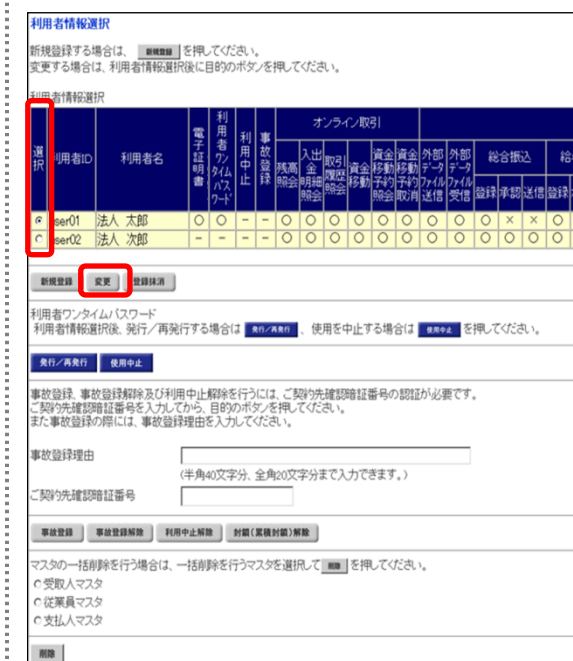 利用者情報選択
新規登録する場合は、 新規登録 を押してください。
変更する場合は、利用者情報選択後に目的のボタンを押してください。
利用者情報選択
選択 利用者ID 利用者名 電子証明書 利用者ワンタイムパスワード 利用中止 事故登録 オンライン取引 総合振込
残高照会 入出金明細照会 取引履歴照会 資金移動 資金移動予約照会 資金移動予約取消 外部データファイル送信 外部データファイル受信 登録 承認 送信 登録
user01 法人 太郎 ○ ○ － － ○ ○ ○ ○ ○ ○ ○ ○ ○ × × ○
user02 法人 次郎 － － － － ○ ○ ○ ○ ○ ○ ○ ○ ○ ○ ○ ○
新規登録 変更 登録抹消
利用者ワンタイムパスワード
利用者情報選択後、発行／再発行する場合は 発行／再発行 、使用を中止する場合は 使用中止 を押してください。
発行／再発行 使用中止
事故登録、事故登録解除及び利用中止解除を行うには、ご契約先確認暗証番号の認証が必要です。
ご契約先確認暗証番号を入力してから、目的のボタンを押してください。
また事故登録の際には、事故登録理由を入力してください。
事故登録理由
(半角40文字分、全角20文字分まで入力できます。)
ご契約先確認暗証番号
事故登録 事故登録解除 利用中止解除 封鎖(累積封鎖)解除
マスタの一括削除を行う場合は、一括削除を行うマスタを選択して 削除 を押してください。
受取人マスタ
従業員マスタ
支払人マスタ
削除